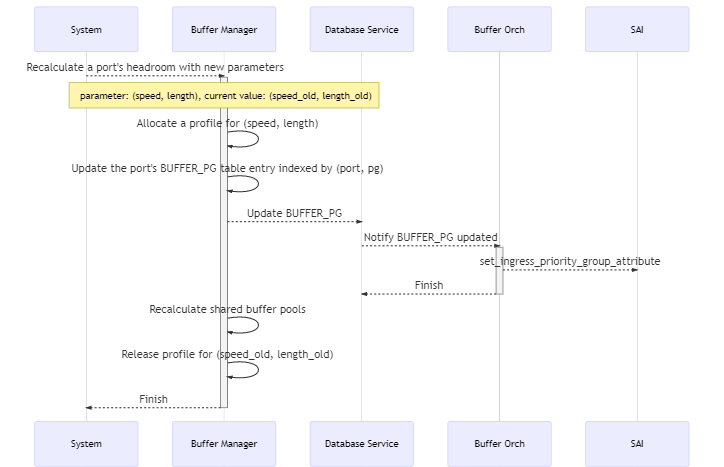 System
Buffer Manager
Database Service
Buffer Orch
SAI
Recalculate a port's headroom with new parameters
parameter: (speed, length), current value: (speed_old, length_old)
Allocate a profile for (speed, length)
Update the port's BUFFER_PG table entry indexed by (port, pg)
Update BUFFER_PG
Notify BUFFER_PG updated
set_ingress_priority_group_attribute
Finish
Recalculate shared buffer pools
Release profile for (speed_old, length_old)
Finish
System
Buffer Manager
Database Service
Buffer Orch
SAI